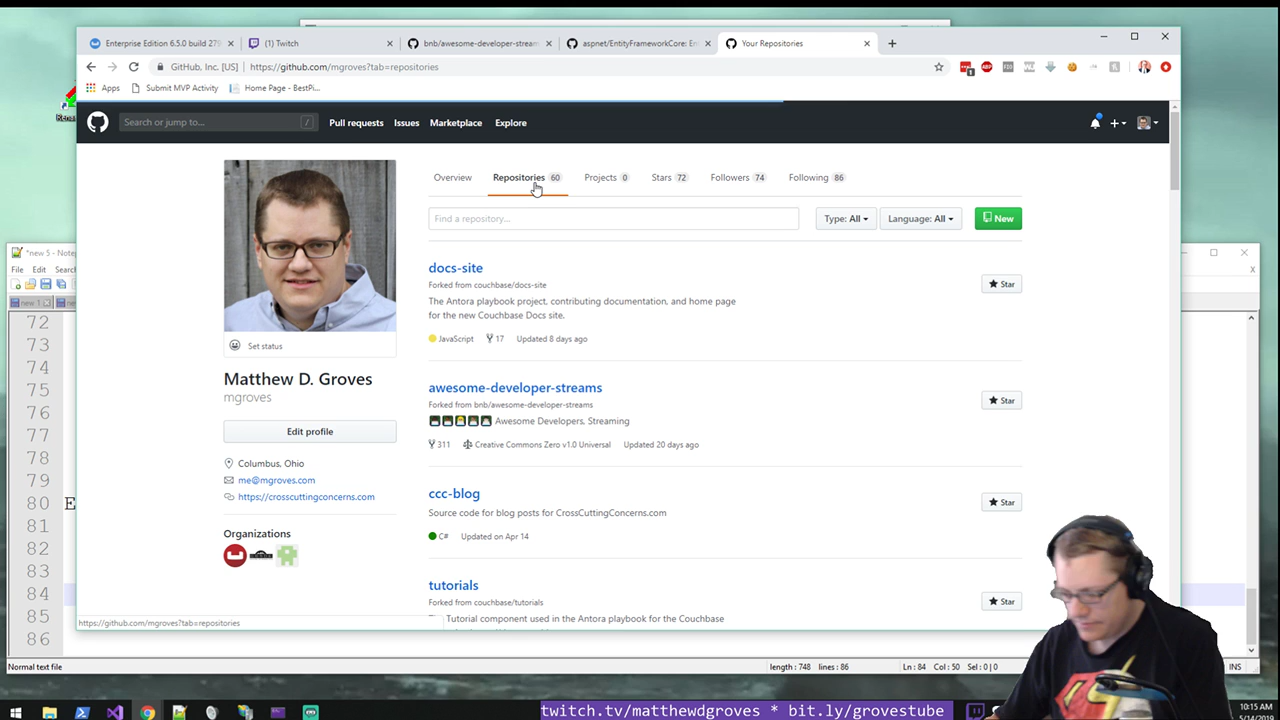 Enterprise Edition 6.5.0 build 27
(1) Twitch
bnb/awesome-developer-stream
aspnet/EntityFrameworkCore: En
Your Repositories
GitHub, Inc. [US]
https://github.com/mgroves?tab=repositories
Apps
Submit MVP Activity
Home Page - BestPi...
Search or jump to...
/
Pull requests
Issues
Marketplace
Explore
Overview
Repositories 60
Projects 0
Stars 72
Followers 74
Following 86
Find a repository...
Type: All
Language: All
New
docs-site
Forked from couchbase/docs-site
The Antora playbook project, contributing documentation, and home page
for the new Couchbase Docs site.
JavaScript
17
Updated 8 days ago
Star
awesome-developer-streams
Forked from bnb/awesome-developer-streams
Awesome Developers, Streaming
311
Creative Commons Zero v1.0 Universal
Updated 20 days ago
Star
ccc-blog
Source code for blog posts for CrossCuttingConcerns.com
C#
Updated on Apr 14
Star
tutorials
Forked from couchbase/tutorials
Tutorial component used in the Antora playbook for the Couchbase
Star
Set status
Matthew D. Groves
mgroves
Edit profile
Columbus, Ohio
me@mgroves.com
https://crosscuttingconcerns.com
Organizations
https://github.com/mgroves?tab=repositories
*new 5 - Note
File
Edit
Search
new 1
72
73
74
75
76
77
78
79
80
E
81
82
83
84
85
86
Normal text file
length : 748
lines : 86
Ln : 84
Col : 50
Sel : 0 | 0
INS
twitch.tv/matthewdgroves * bit.ly/grovestube
10:15 AM
5/14/2019